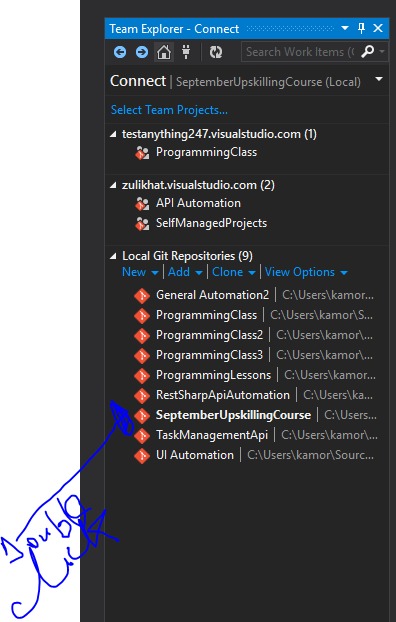 Team Explorer - Connect
Search Work Items (
Connect | SeptemberUpskillingCourse (Local)
Select Team Projects...
testanything247.visualstudio.com (1)
ProgrammingClass
zulikhat.visualstudio.com (2)
API Automation
SelfManagedProjects
Local Git Repositories (9)
New | Add | Clone | View Options
General Automation2 | C:\Users\kamor...
ProgrammingClass | C:\Users\kamor\S...
ProgrammingClass2 | C:\Users\kamor...
ProgrammingClass3 | C:\Users\kamor...
ProgrammingLessons | C:\Users\kamor...
RestSharpApiAutomation | C:\Users\ka...
SeptemberUpskillingCourse | C:\Users...
TaskManagementApi | C:\Users\kamor\...
UI Automation | C:\Users\kamor\Sourc...
Double
click